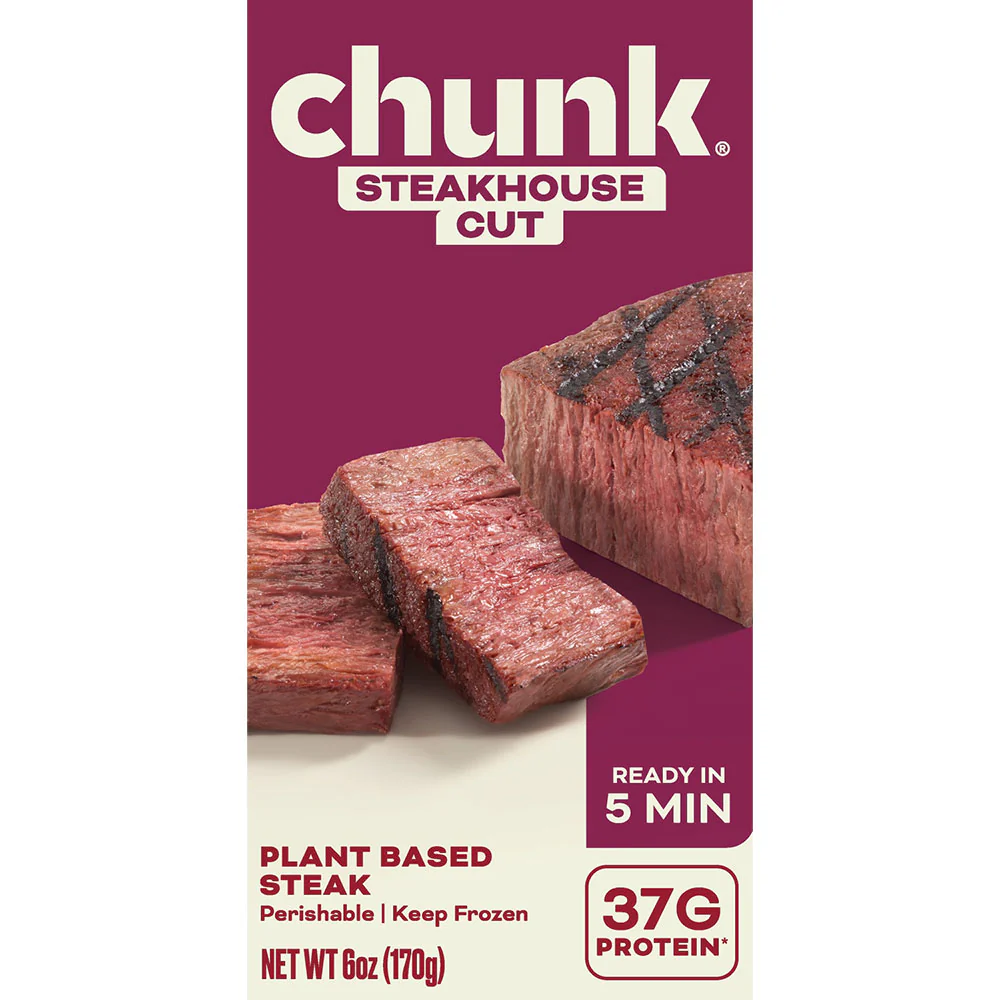 chunk®
STEAKHOUSE
CUT
READY IN
5 MIN
PLANT BASED
STEAK
Perishable | Keep Frozen
NET WT 6oz (170g)
37G
PROTEIN*